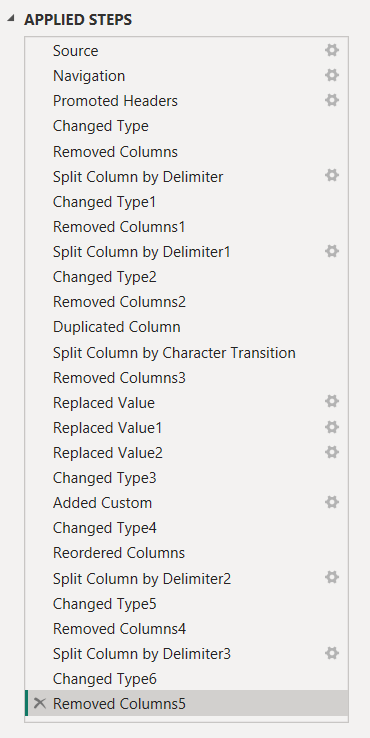 APPLIED STEPS
Source
Navigation
Promoted Headers
Changed Type
Removed Columns
Split Column by Delimiter
Changed Type1
Removed Columns1
Split Column by Delimiter1
Changed Type2
Removed Columns2
Duplicated Column
Split Column by Character Transition
Removed Columns3
Replaced Value
Replaced Value1
Replaced Value2
Changed Type3
Added Custom
Changed Type4
Reordered Columns
Split Column by Delimiter2
Changed Type5
Removed Columns4
Split Column by Delimiter3
Changed Type6
Removed Columns5